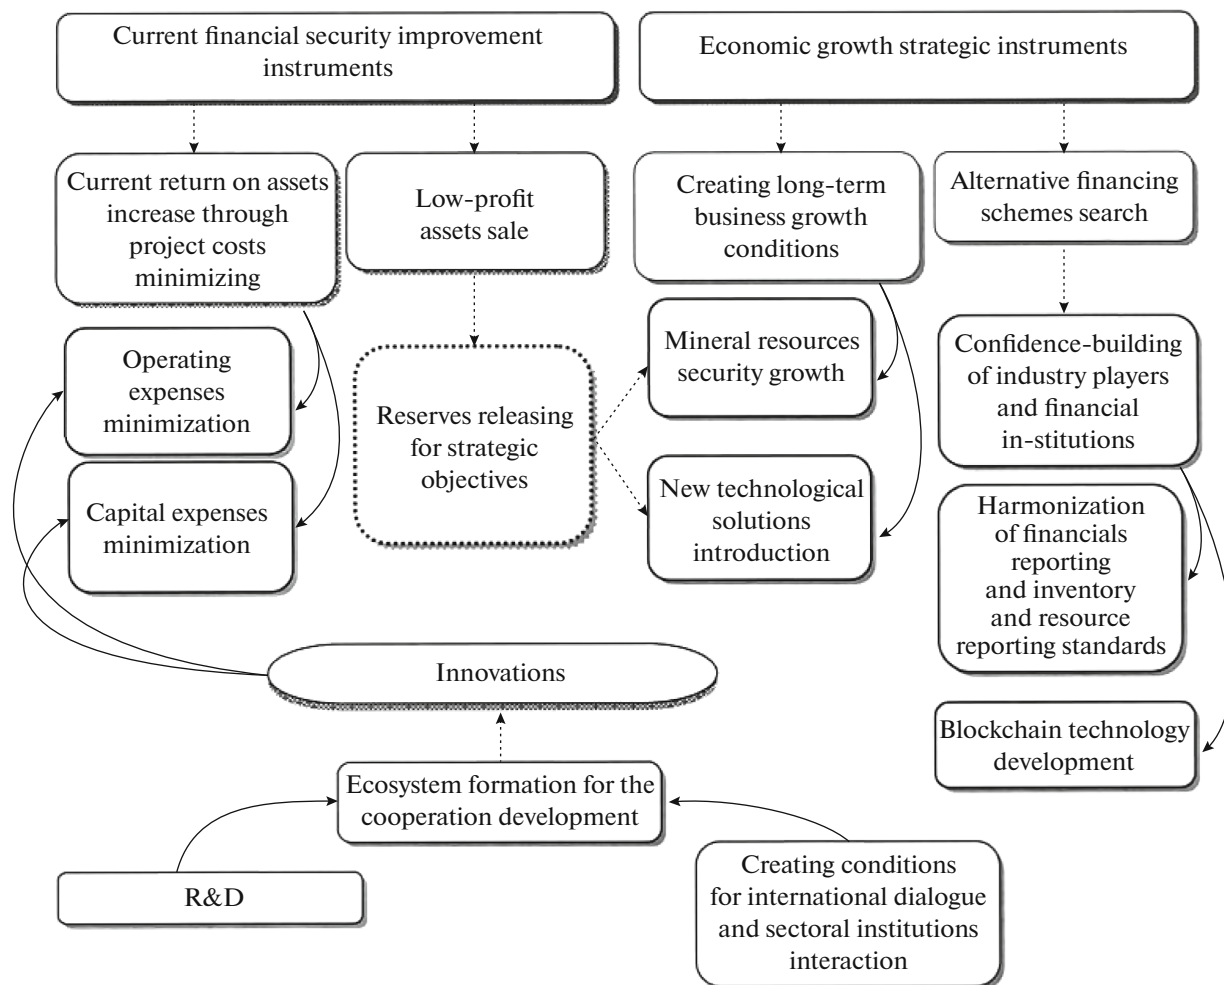 Current financial security improvement
instruments
Economic growth strategic instruments
Current return on assets
increase through
project costs
minimizing
Low-profit
assets sale
Creating long-term
business growth
conditions
Alternative financing
schemes search
Operating
expenses
minimization
Capital expenses
minimization
Reserves releasing
for strategic
objectives
Mineral resources
security growth
New technological
solutions
introduction
Confidence-building
of industry players
and financial
in-stitutions
Harmonization
of financials
reporting
and inventory
and resource
reporting standards
Blockchain technology
development
Innovations
Ecosystem formation for the
cooperation development
R&D
Creating conditions
for international dialogue
and sectoral institutions
interaction